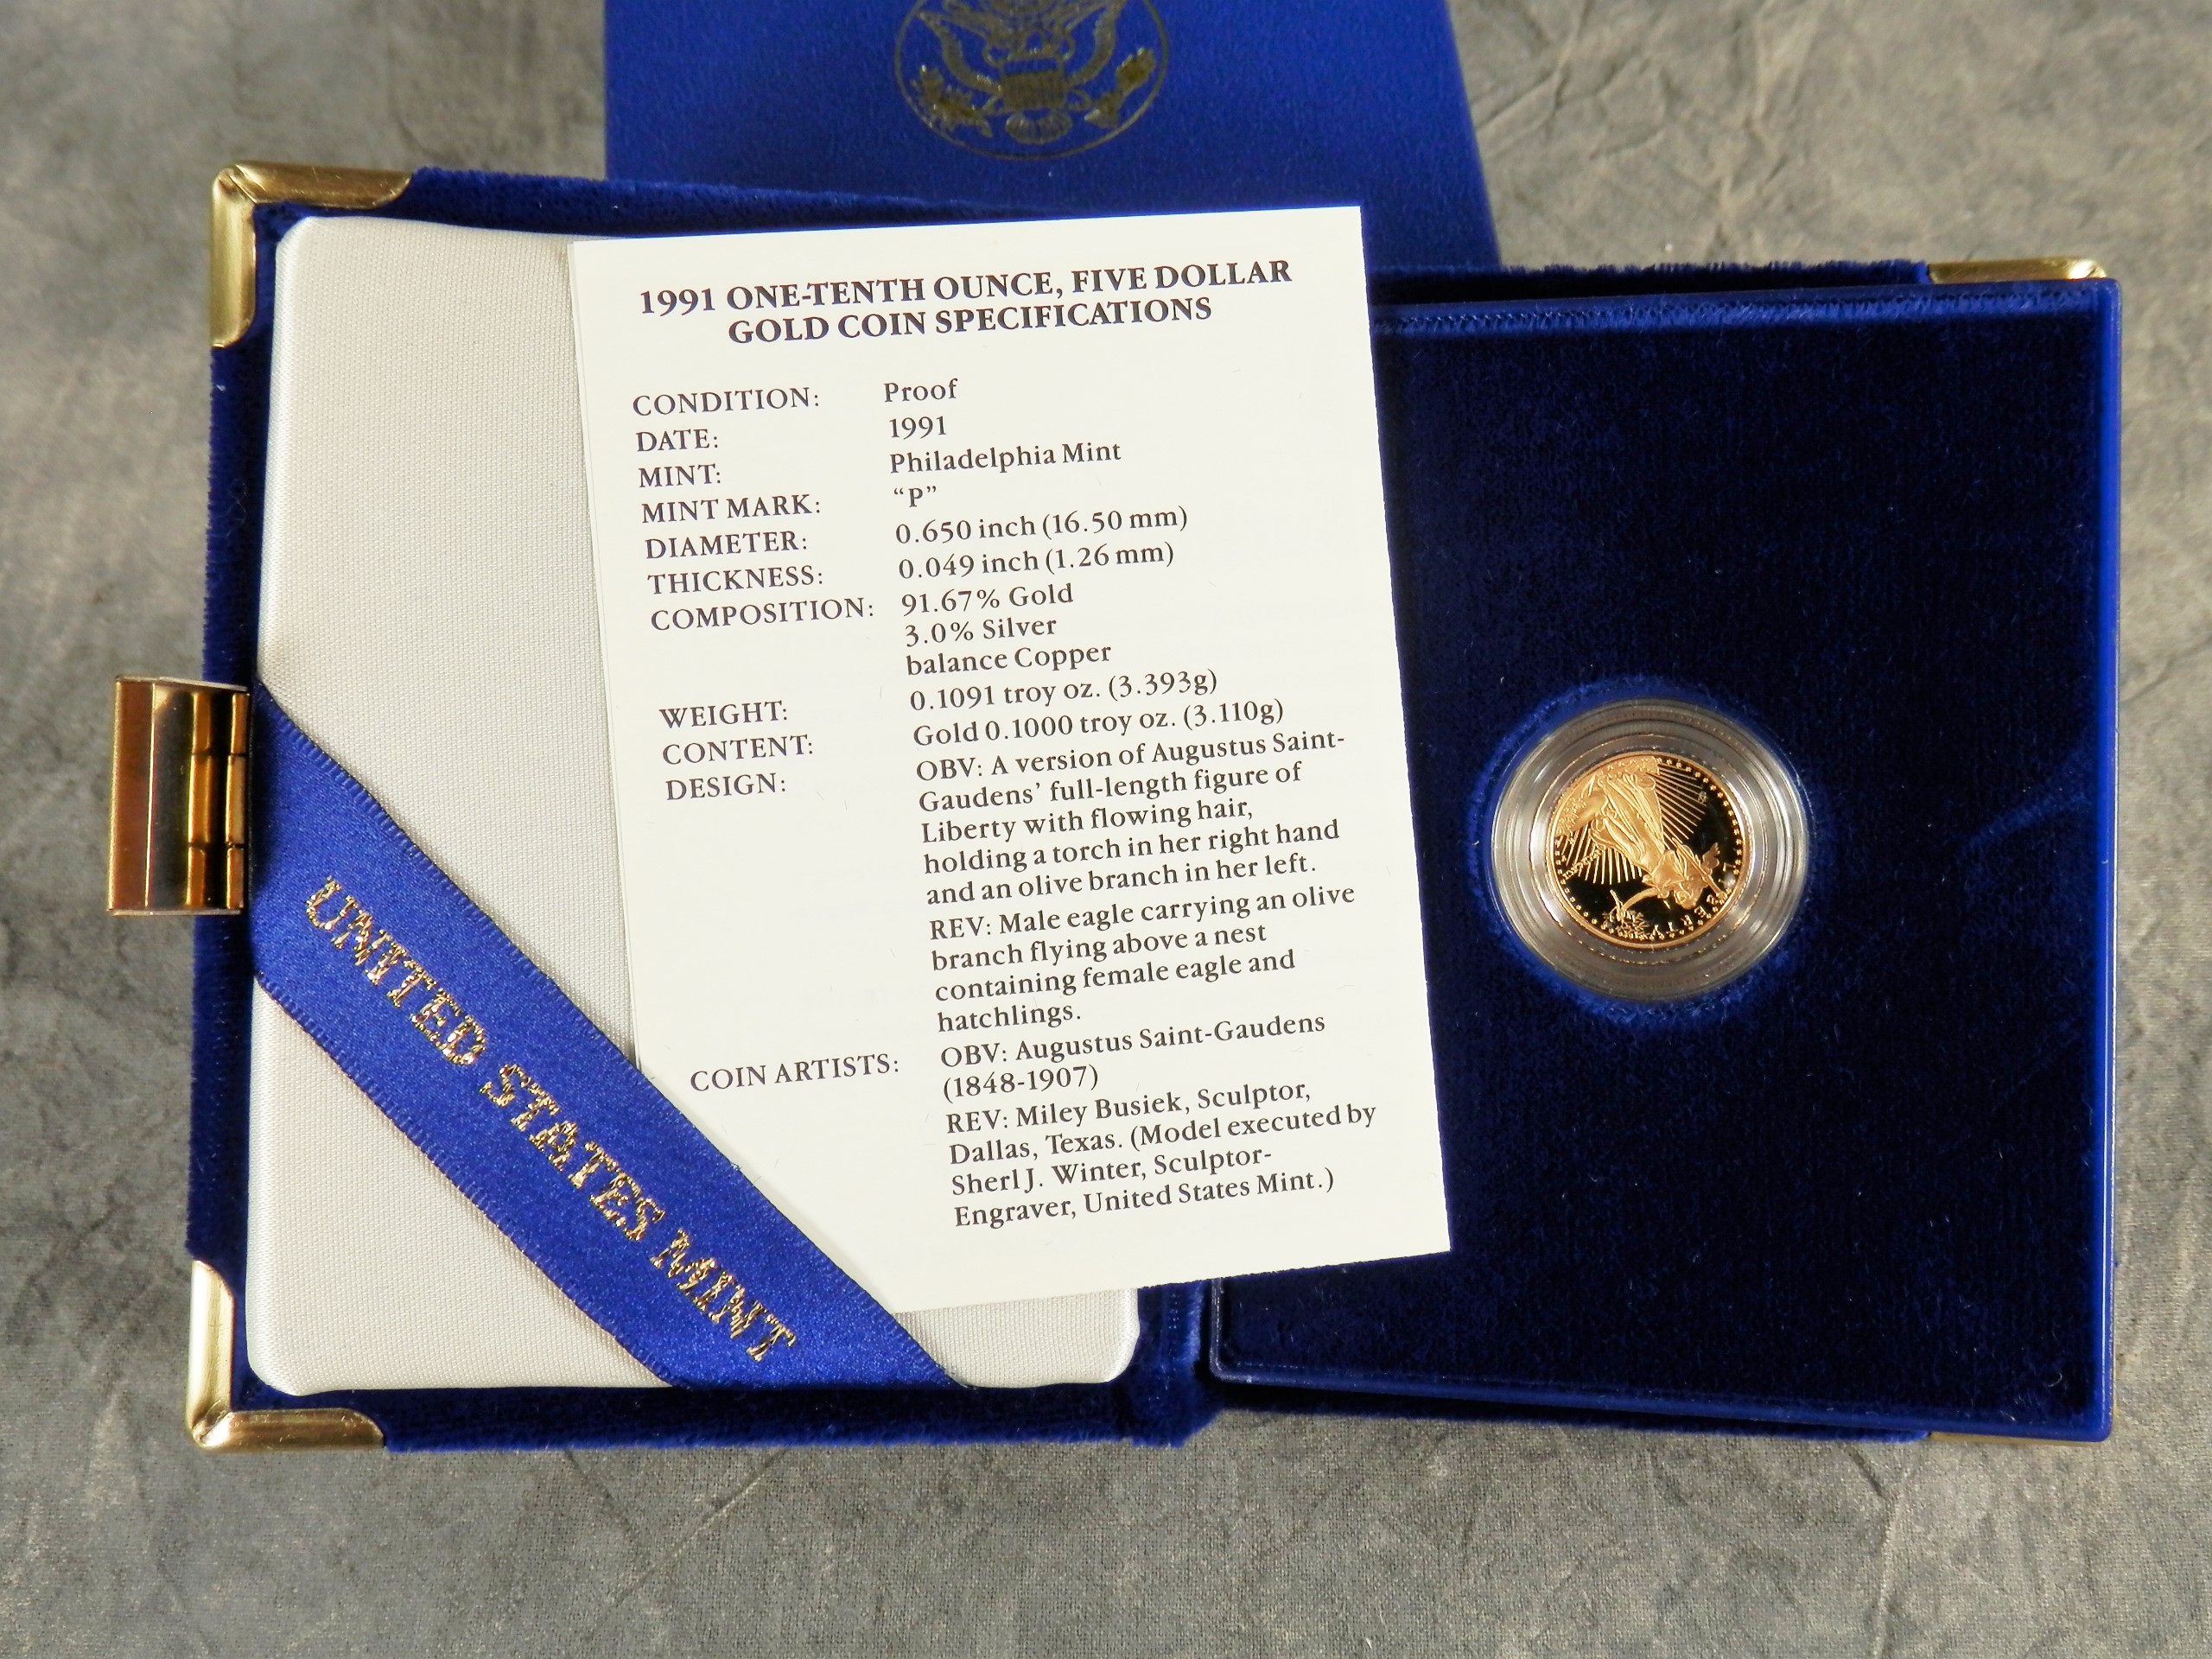 1991 ONE-TENTH OUNCE, FIVE DOLLAR
GOLD COIN SPECIFICATIONS
CONDITION: Proof
DATE: 1991
MINT: Philadelphia Mint
MINT MARK: “P”
DIAMETER: 0.650 inch (16.50 mm)
THICKNESS: 0.049 inch (1.26 mm)
COMPOSITION: 91.67% Gold
3.0% Silver
balance Copper
WEIGHT: 0.1091 troy oz. (3.393g)
CONTENT: Gold 0.1000 troy oz. (3.110g)
DESIGN: OBV: A version of Augustus Saint-
Gaudens’ full-length figure of
Liberty with flowing hair,
holding a torch in her right hand
and an olive branch in her left.
REV: Male eagle carrying an olive
branch flying above a nest
containing female eagle and
hatchlings.
COIN ARTISTS: OBV: Augustus Saint-Gaudens
(1848-1907)
REV: Miley Busiek, Sculptor,
Dallas, Texas. (Model executed by
Sherl J. Winter, Sculptor-
Engraver, United States Mint.)
UNITED STATES MINT
LIBERTY